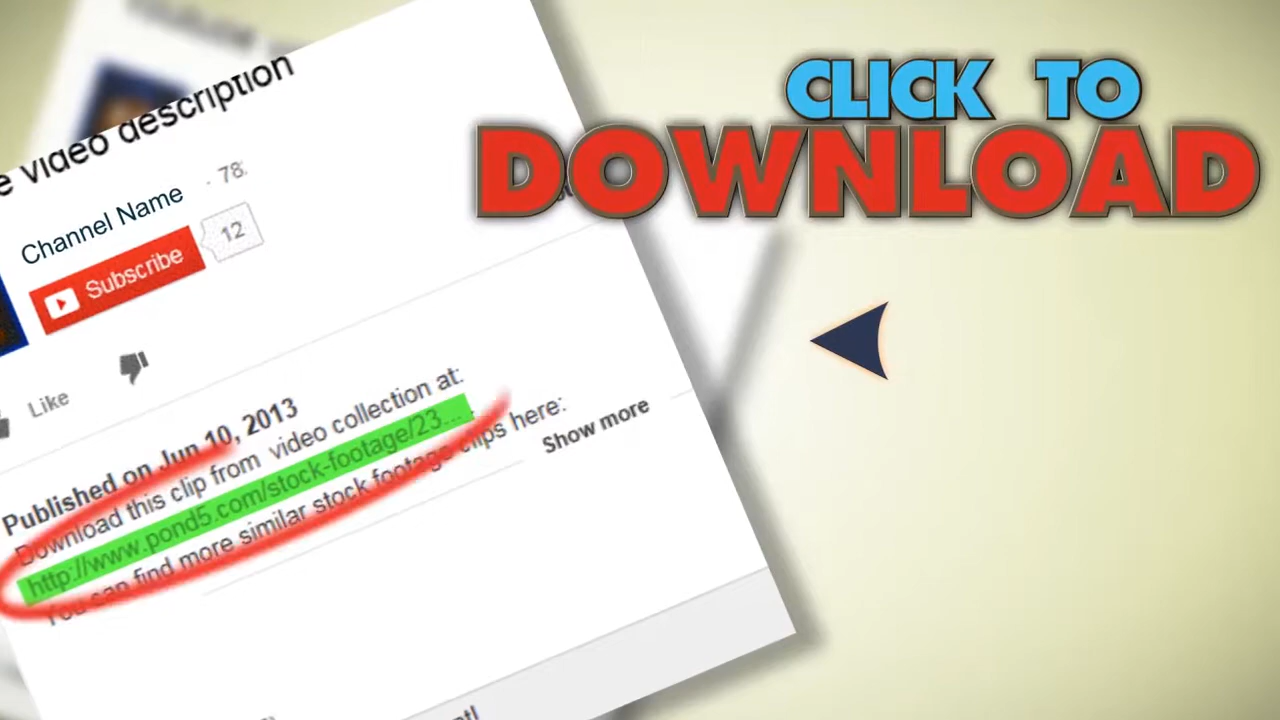 CLICK TO
DOWNLOAD
video description
Channel Name
78
Subscribe
12
Like
Published on Jun 10, 2013
Download this clip from video collection at:
http://www.pond5.com/stock-footage/23...
You can find more similar stock footage clips here:
Show more